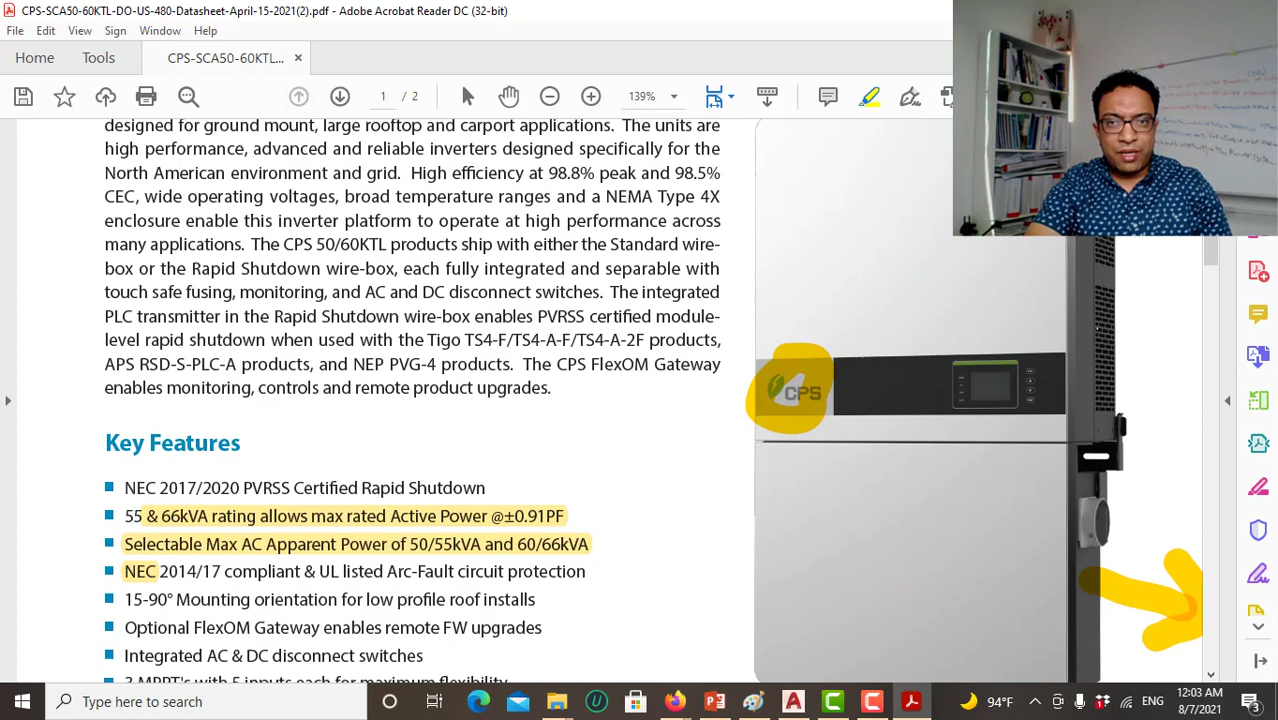 CPS-SCA50-60KTL-DO-US-480-Datasheet-April-15-2021(2).pdf - Adobe Acrobat Reader DC (32-bit)
File Edit View Sign Window Help
Home Tools CPS-SCA50-60KTL... ×
1 / 2 139%
designed for ground mount, large rooftop and carport applications. The units are
high performance, advanced and reliable inverters designed specifically for the
North American environment and grid. High efficiency at 98.8% peak and 98.5%
CEC, wide operating voltages, broad temperature ranges and a NEMA Type 4X
enclosure enable this inverter platform to operate at high performance across
many applications. The CPS 50/60KTL products ship with either the Standard wire-
box or the Rapid Shutdown wire-box, each fully integrated and separable with
touch safe fusing, monitoring, and AC and DC disconnect switches. The integrated
PLC transmitter in the Rapid Shutdown wire-box enables PVRSS certified module-
level rapid shutdown when used with the Tigo TS4-F/TS4-A-F/TS4-A-2F products,
APS RSD-S-PLC-A products, and NEP PVG-4 products. The CPS FlexOM Gateway
enables monitoring, controls and remote product upgrades.
CPS
Key Features
NEC 2017/2020 PVRSS Certified Rapid Shutdown
55 & 66kVA rating allows max rated Active Power @±0.91PF
Selectable Max AC Apparent Power of 50/55kVA and 60/66kVA
NEC 2014/17 compliant & UL listed Arc-Fault circuit protection
15-90° Mounting orientation for low profile roof installs
Optional FlexOM Gateway enables remote FW upgrades
Integrated AC & DC disconnect switches
3 MPPT's with 5 inputs each for maximum flexibility
Type here to search
94°F ENG 12:03 AM
8/7/2021 3